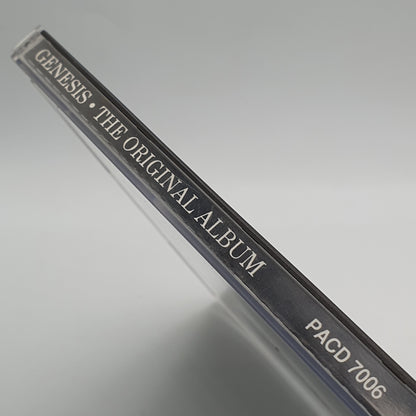 GENESIS • THE ORIGINAL ALBUM PACD 7006